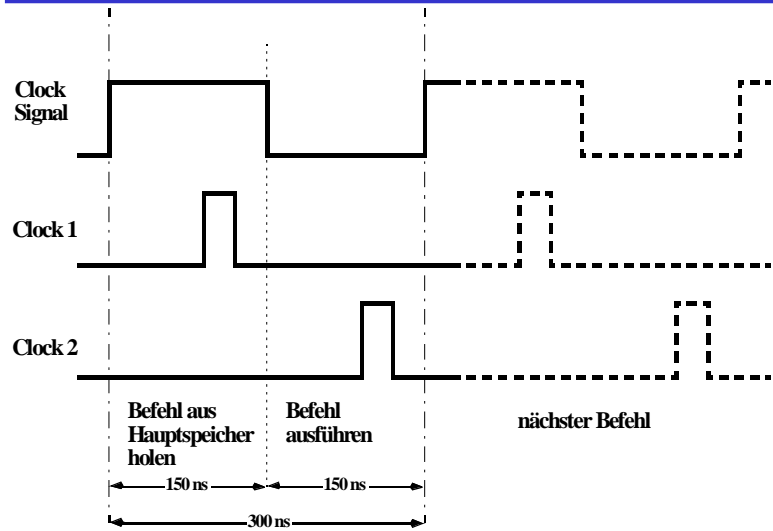 Clock
Signal
Clock 1
Clock 2
Befehl aus
Hauptspeicher
holen
Befehl
ausführen
nächster Befehl
150 ns
150 ns
300 ns